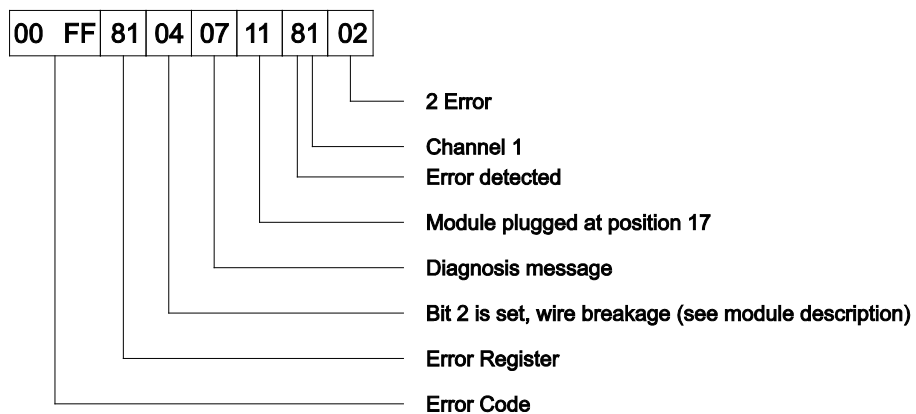 00 FF 81 04 07 11 81 02
2 Error
Channel 1
Error detected
Module plugged at position 17
Diagnosis message
Bit 2 is set, wire breakage (see module description)
Error Register
Error Code